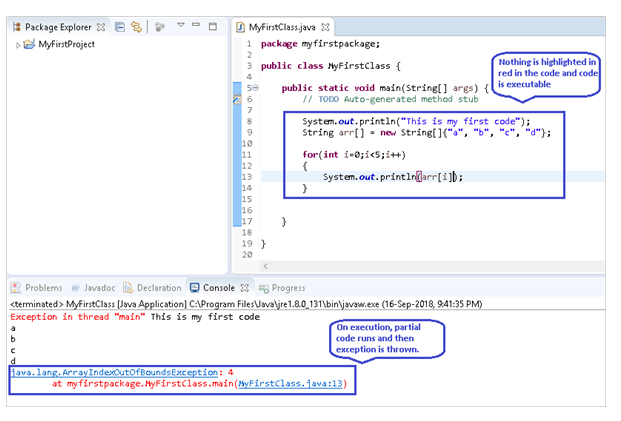 Package Explorer
MyFirstProject
MyFirstClass.java
1 package myfirstpackage;
2
3 public class MyFirstClass {
4
5 public static void main(String[] args) {
6 // TODO Auto-generated method stub
7
8 System.out.println("This is my first code");
9 String arr[] = new String[]{"a", "b", "c", "d"};
10
11 for(int i=0;i<5;i++)
12 {
13 System.out.println(arr[i]);
14 }
15
16
17 }
18
19 }
20
Nothing is highlighted in
red in the code and code
is executable
Problems @ Javadoc Declaration Console Progress
<terminated> MyFirstClass [Java Application] C:\Program Files\Java\jre1.8.0_131\bin\javaw.exe (16-Sep-2018, 9:41:35 PM)
Exception in thread "main" This is my first code
a
b
c
d
java.lang.ArrayIndexOutOfBoundsException: 4
at myfirstpackage.MyFirstClass.main(MyFirstClass.java:13)
On execution, partial
code runs and then
exception is thrown.